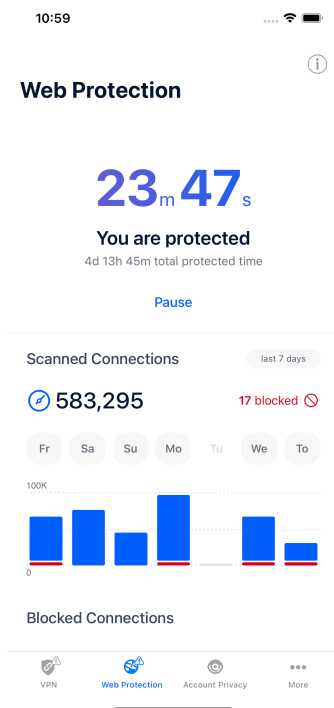 10:59
Web Protection
23m 47s
You are protected
4d 13h 45m total protected time
Pause
Scanned Connections
last 7 days
583,295
17 blocked
Fr Sa Su Mo Tu We To
100K
0
Blocked Connections
VPN Web Protection Account Privacy More